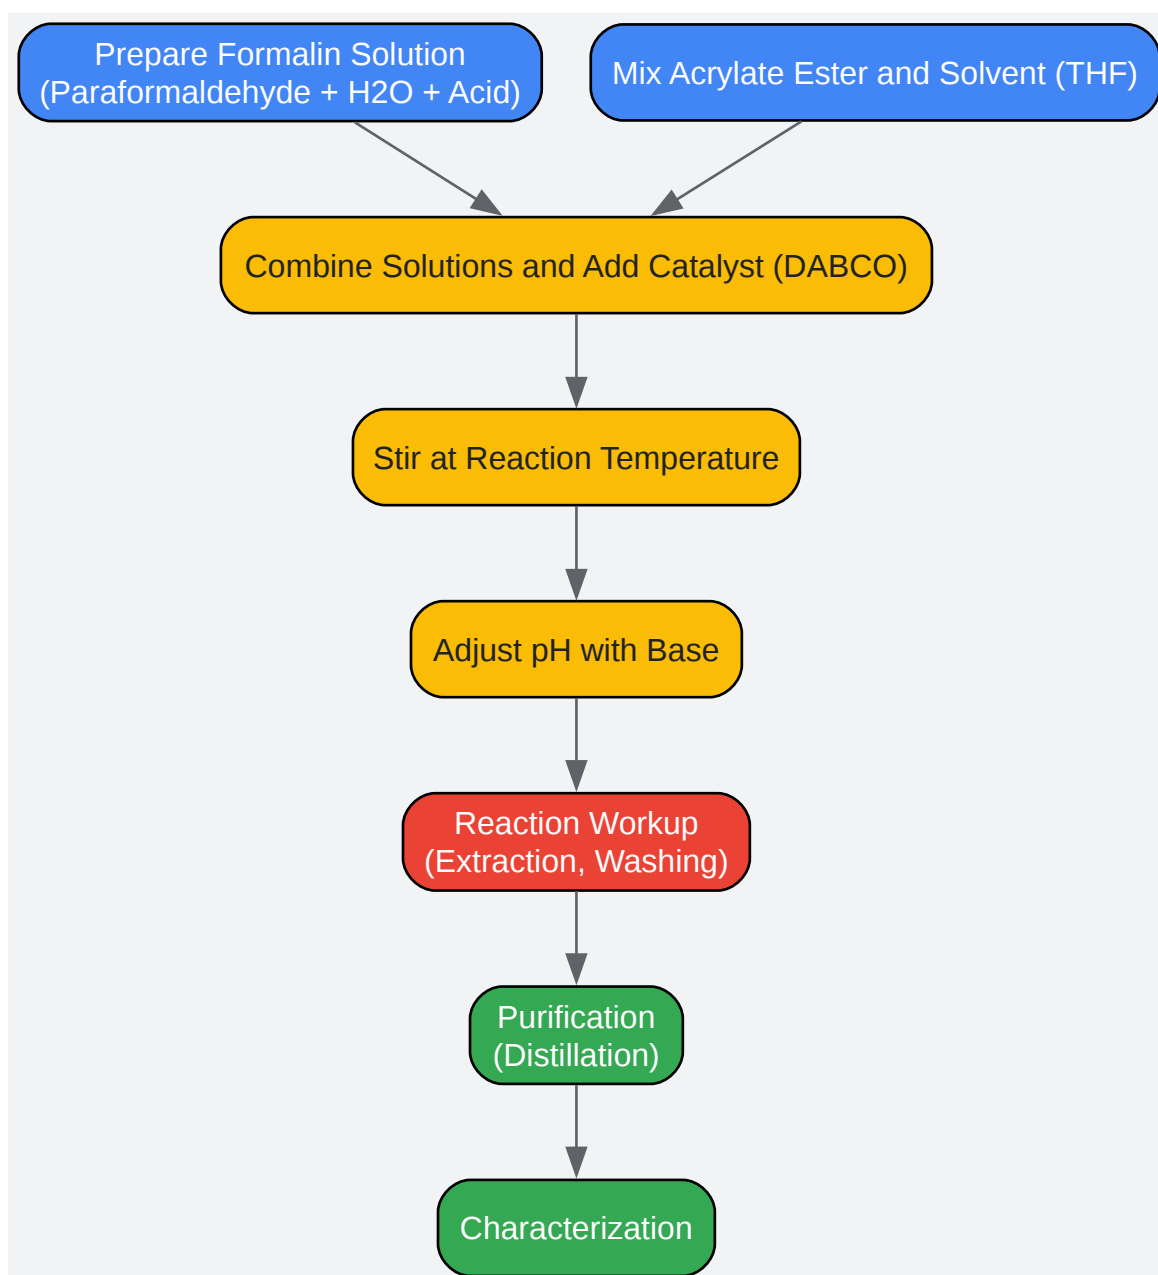 Prepare Formalin Solution
(Paraformaldehyde + H2O + Acid)
Mix Acrylate Ester and Solvent (THF)
Combine Solutions and Add Catalyst (DABCO)
Stir at Reaction Temperature
Adjust pH with Base
Reaction Workup
(Extraction, Washing)
Purification
(Distillation)
Characterization